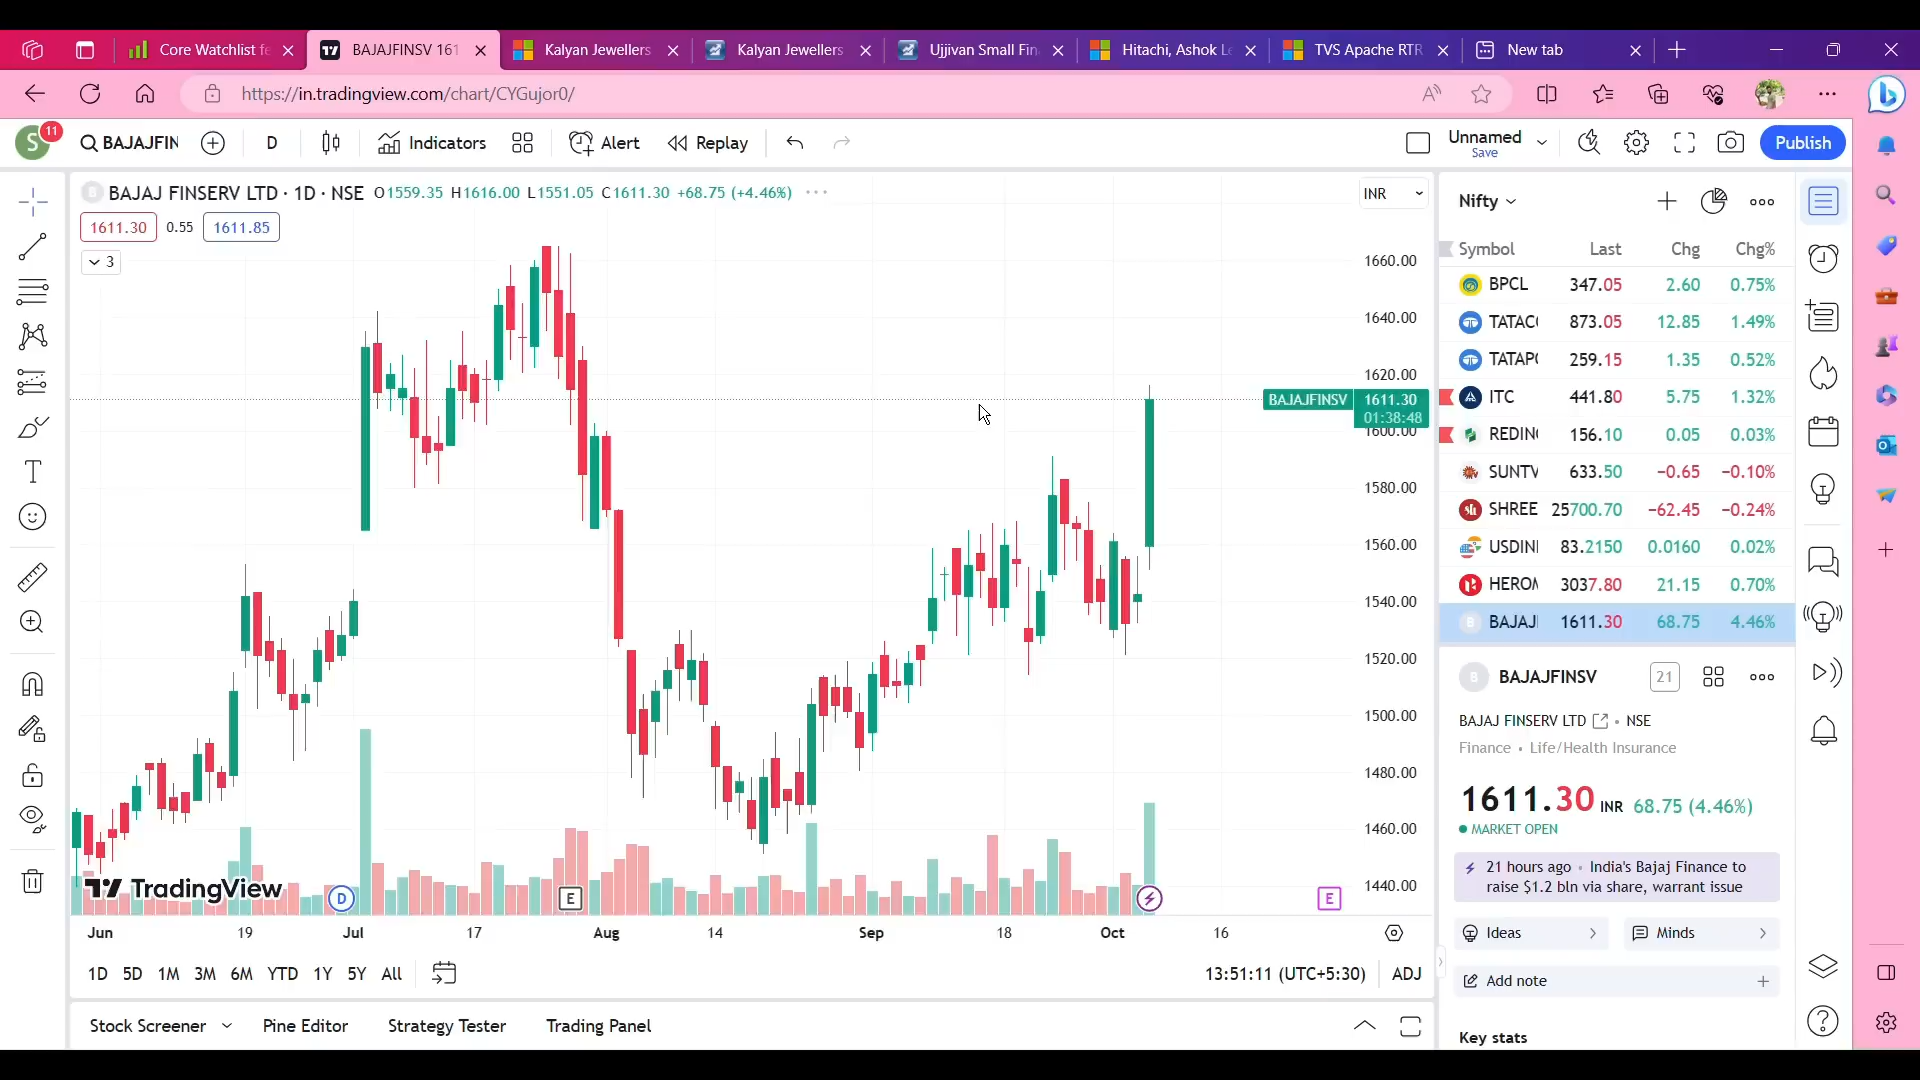 Core Watchlist fe
BAJAJFINSV 161
Kalyan Jewellers
Kalyan Jewellers
Ujjivan Small Fin
Hitachi, Ashok Le
TVS Apache RTR
New tab
https://in.tradingview.com/chart/CYGujor0/
S 11
BAJAJFIN
D
Indicators
Alert
Replay
Unnamed
Save
Publish
B BAJAJ FINSERV LTD · 1D · NSE O1559.35 H1616.00 L1551.05 C1611.30 +68.75 (+4.46%)
INR
1611.30 0.55 1611.85
3
1660.00
1640.00
1620.00
BAJAJFINSV 1611.30
01:38:48
1600.00
1580.00
1560.00
1540.00
1520.00
1500.00
1480.00
1460.00
1440.00
TradingView
D E E
Jun 19 Jul 17 Aug 14 Sep 18 Oct 16
1D 5D 1M 3M 6M YTD 1Y 5Y All
13:51:11 (UTC+5:30) ADJ
Stock Screener Pine Editor Strategy Tester Trading Panel
Nifty
Symbol Last Chg Chg%
BPCL 347.05 2.60 0.75%
TATAC 873.05 12.85 1.49%
TATAP 259.15 1.35 0.52%
ITC 441.80 5.75 1.32%
REDIN 156.10 0.05 0.03%
SUNTV 633.50 −0.65 −0.10%
SHREE 25700.70 −62.45 −0.24%
USDIN 83.2150 0.0160 0.02%
HEROM 3037.80 21.15 0.70%
B BAJAJ 1611.30 68.75 4.46%
B BAJAJFINSV 21
BAJAJ FINSERV LTD • NSE
Finance • Life/Health Insurance
1611.30 INR 68.75 (4.46%)
MARKET OPEN
21 hours ago • India's Bajaj Finance to
raise $1.2 bln via share, warrant issue
Ideas
Minds
Add note
Key stats